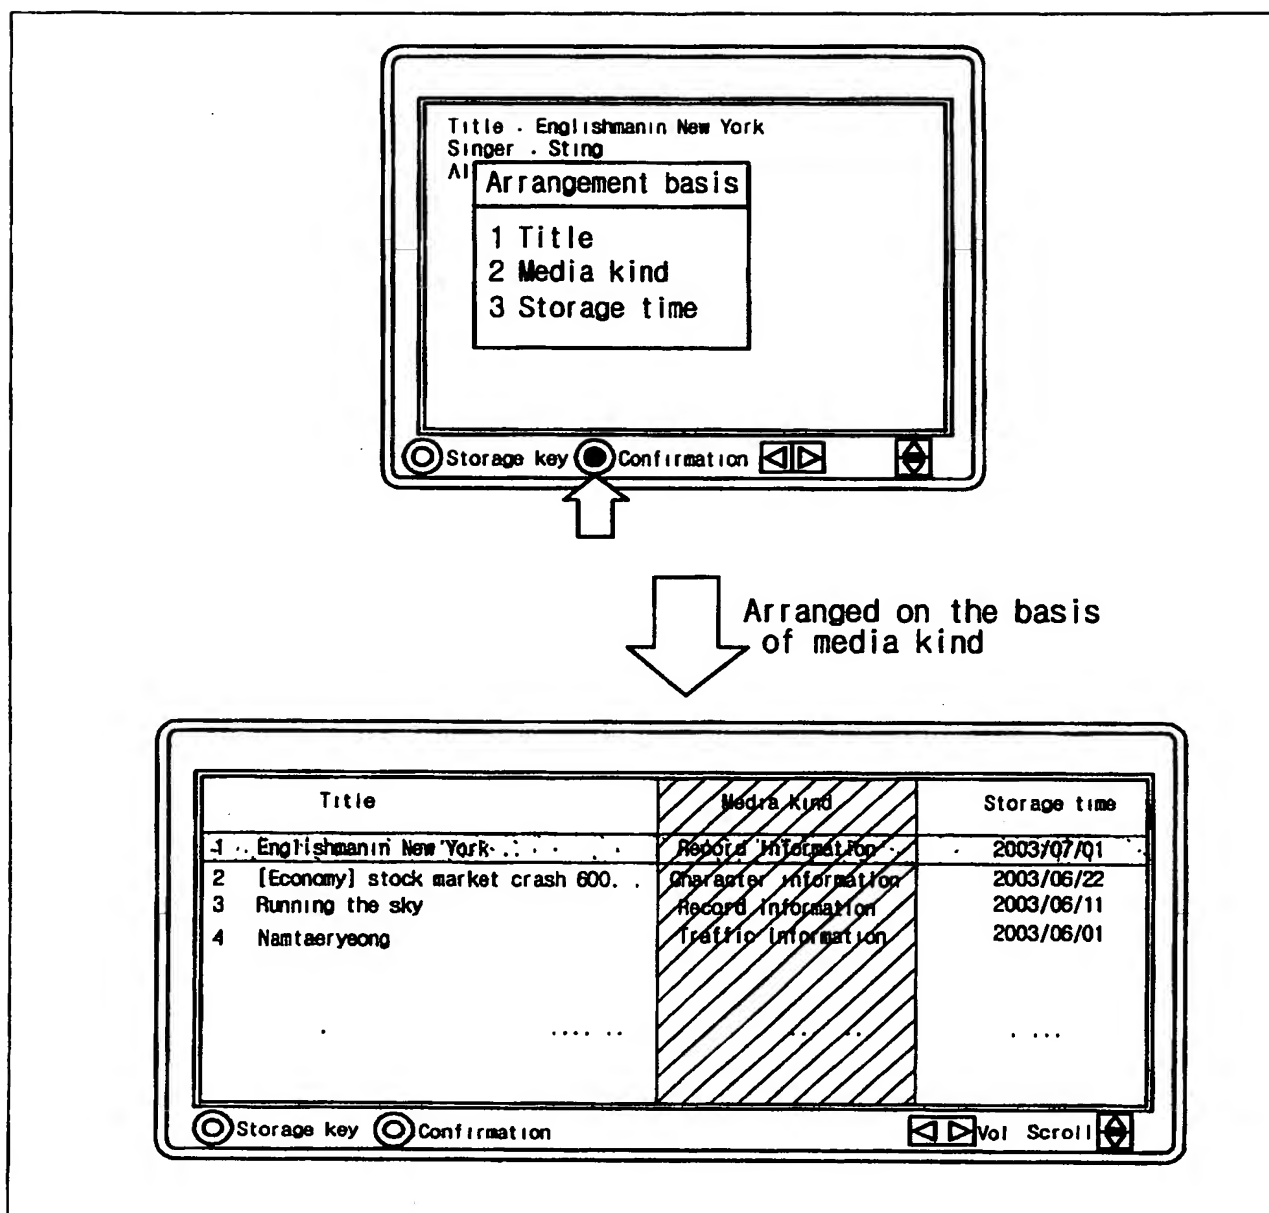 Title . Englishmanin New York
Singer . Sting
Al
Arrangement basis
1 Title
2 Media kind
3 Storage time
Storage key Confirmation
Arranged on the basis
of media kind
Title Media Kind Storage time
1 Englishmanin New York Record Information 2003/07/01
2 [Economy] stock market crash 600. . Character information 2003/06/22
3 Running the sky Record Information 2003/06/11
4 Namtaeryeong Traffic Information 2003/06/01
Storage key Confirmation Vol Scroll